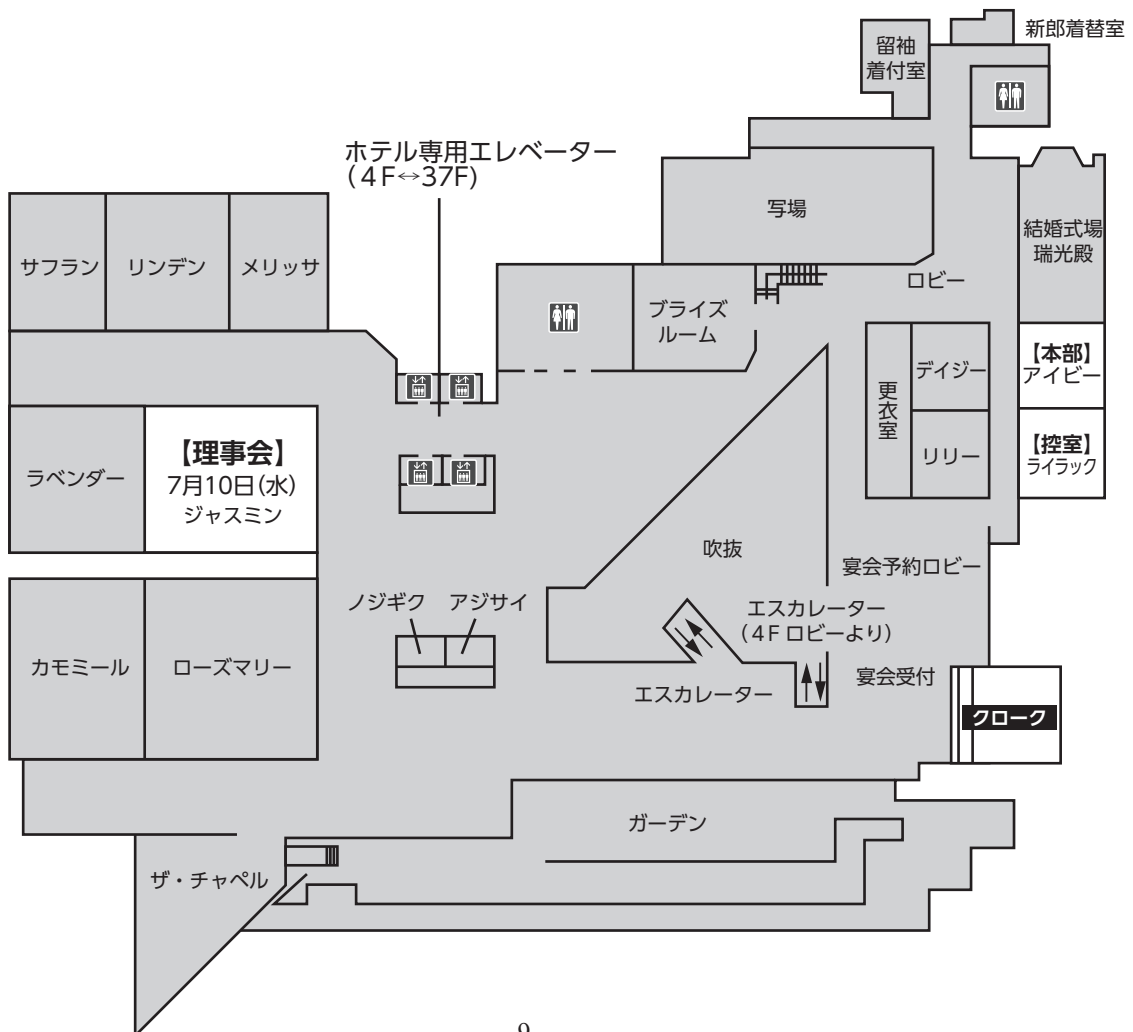 新郎着替室
留袖
着付室
ホテル専用エレベーター
(4F↔37F)
写場
サフラン
リンデン
メリッサ
結婚式場
瑞光殿
ロビー
ブライズ
ルーム
更衣室
デイジー
リリー
【本部】
アイビー
【控室】
ライラック
ラベンダー
【理事会】
7月10日(水)
ジャスミン
吹抜
宴会予約ロビー
ノジギク
アジサイ
エスカレーター
(4Fロビーより)
カモミール
ローズマリー
エスカレーター
宴会受付
クローク
ガーデン
ザ・チャペル
9